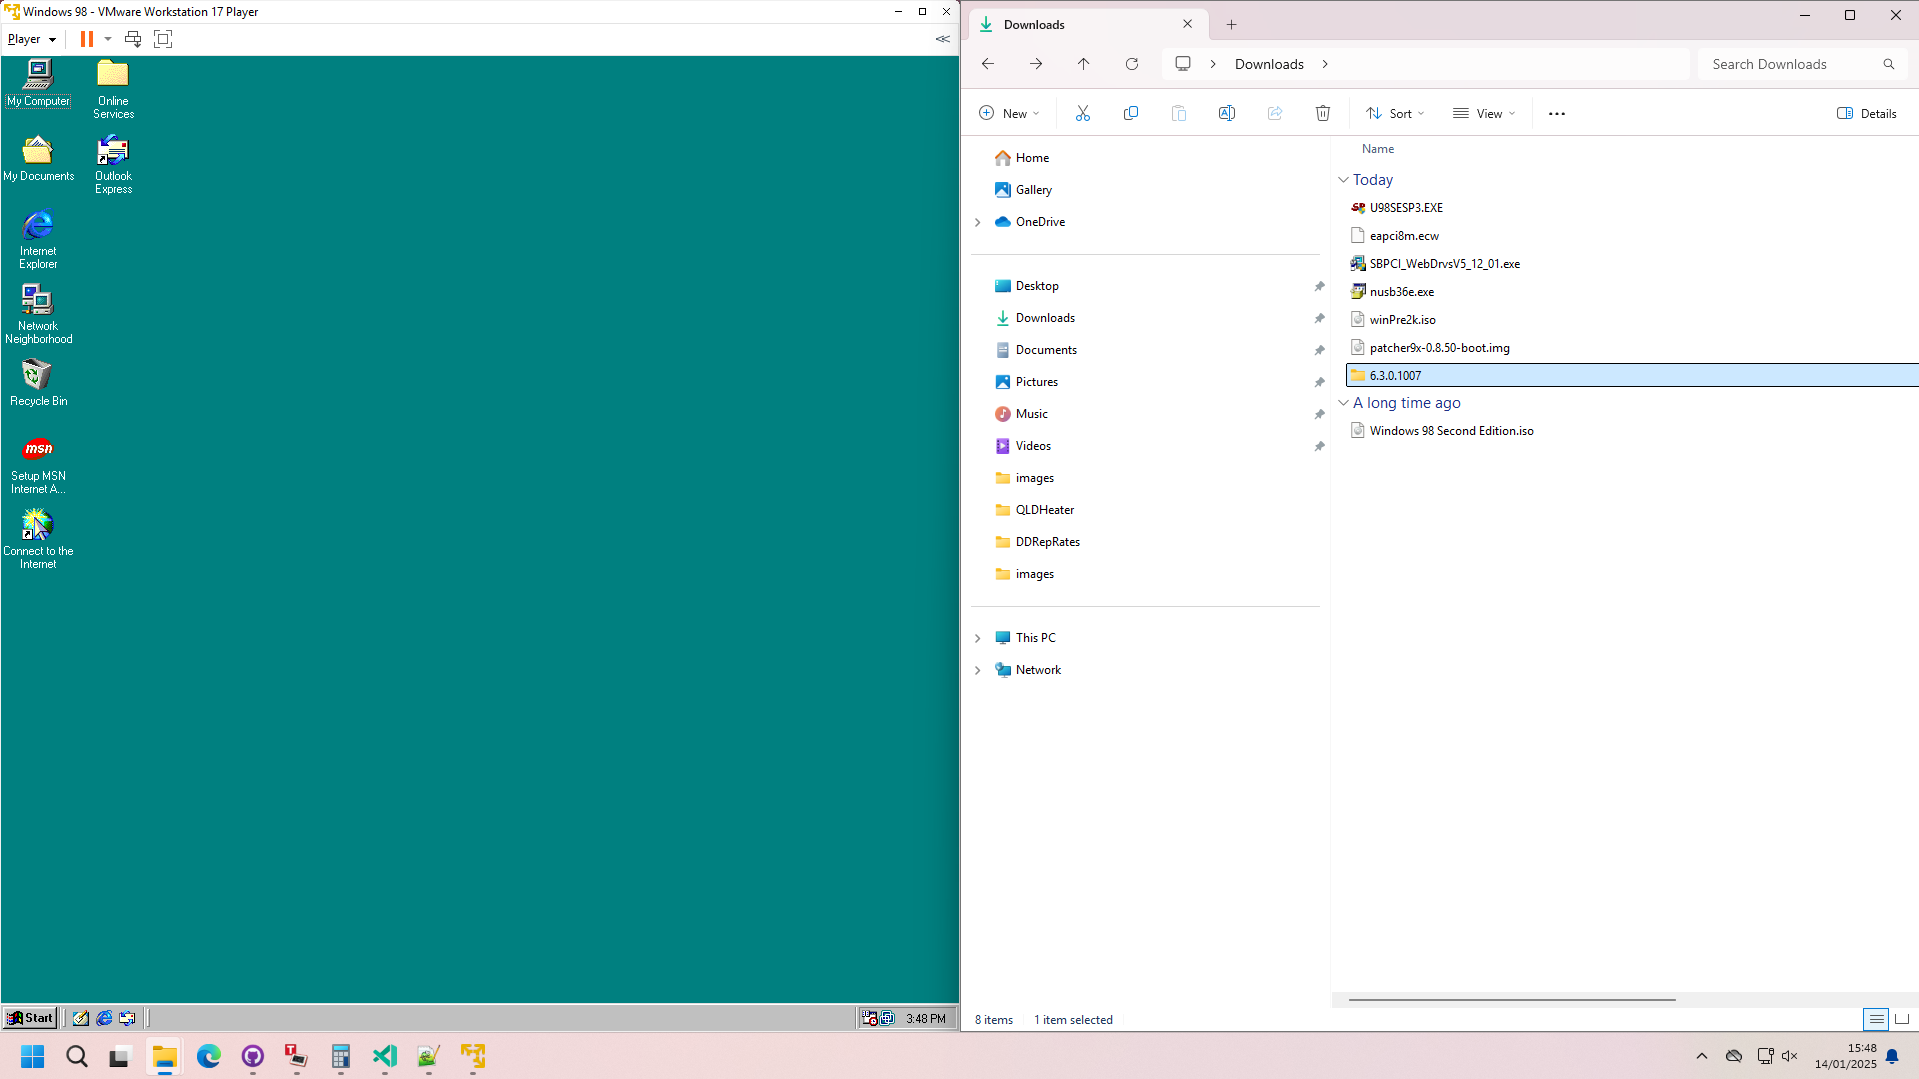 Windows 98 - VMware Workstation 17 Player
Player
My Computer
Online
Services
My Documents
Outlook
Express
Internet
Explorer
Network
Neighborhood
Recycle Bin
msn
Setup MSN
Internet A...
Connect to the
Internet
Start
3:48 PM
Downloads
Downloads
Search Downloads
New
Sort
View
Details
Home
Gallery
OneDrive
Desktop
Downloads
Documents
Pictures
Music
Videos
images
QLDHeater
DDRepRates
images
This PC
Network
Name
Today
U98SESP3.EXE
eapci8m.ecw
SBPCI_WebDrvsV5_12_01.exe
nusb36e.exe
winPre2k.iso
patcher9x-0.8.50-boot.img
6.3.0.1007
A long time ago
Windows 98 Second Edition.iso
8 items
1 item selected
15:48
14/01/2025